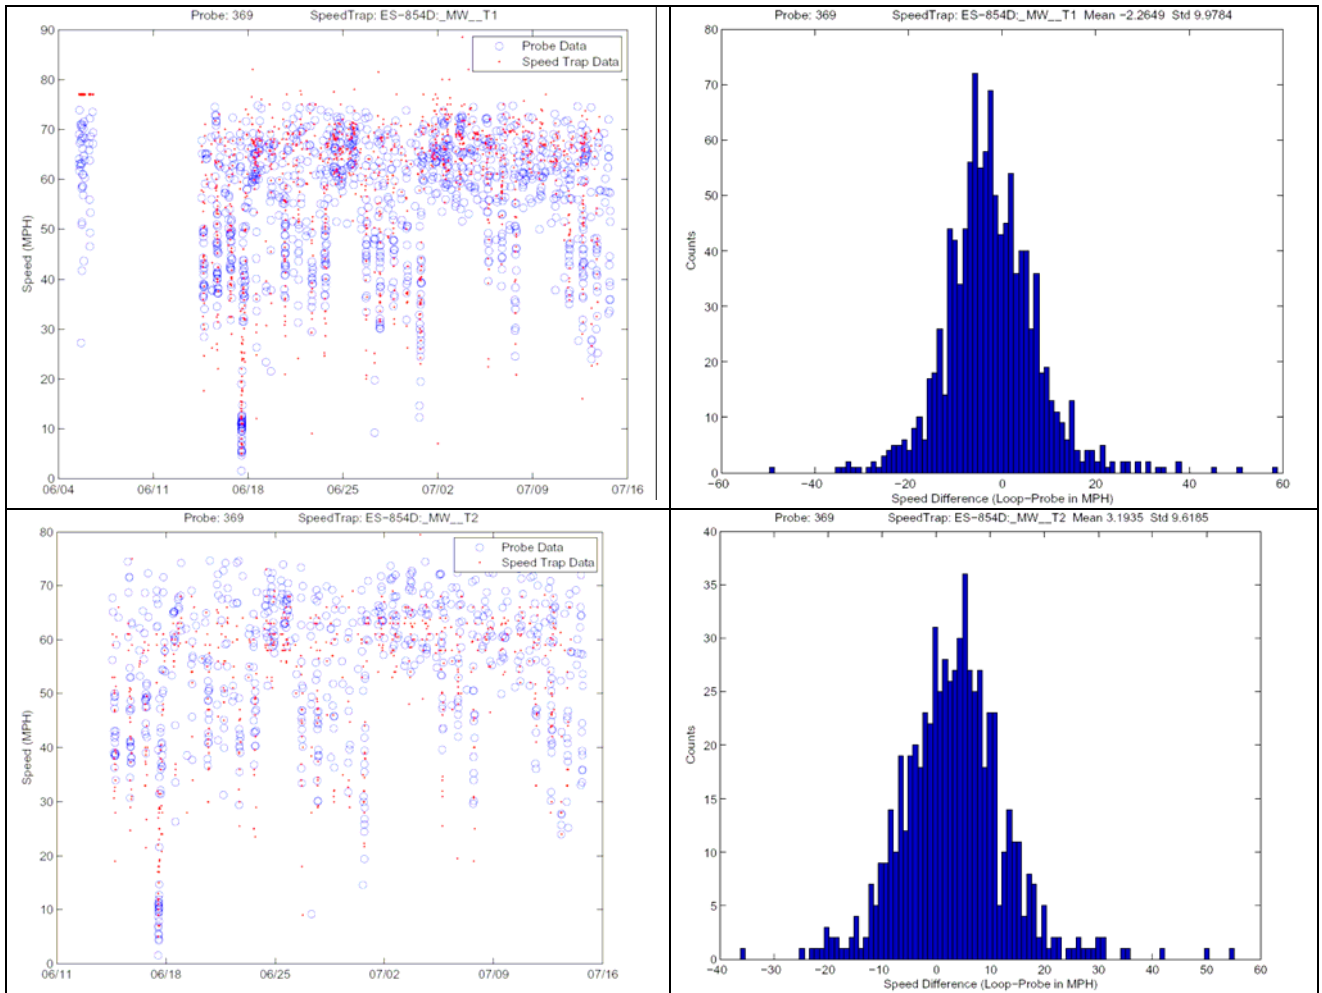 Probe: 369 SpeedTrap: ES-854D:_MW__T1
Probe Data
Speed Trap Data
90
80
70
60
50
40
30
20
10
0
Speed (MPH)
06/04 06/11 06/18 06/25 07/02 07/09 07/16
Probe: 369 SpeedTrap: ES-854D:_MW__T1 Mean -2.2649 Std 9.9784
80
70
60
50
40
30
20
10
0
Counts
-60 -40 -20 0 20 40 60
Speed Difference (Loop-Probe in MPH)
Probe: 369 SpeedTrap: ES-854D:_MW__T2
Probe Data
Speed Trap Data
80
70
60
50
40
30
20
10
0
Speed (MPH)
06/11 06/18 06/25 07/02 07/09 07/16
Probe: 369 SpeedTrap: ES-854D:_MW__T2 Mean 3.1935 Std 9.6185
40
35
30
25
20
15
10
5
0
Counts
-40 -30 -20 -10 0 10 20 30 40 50 60
Speed Difference (Loop-Probe in MPH)